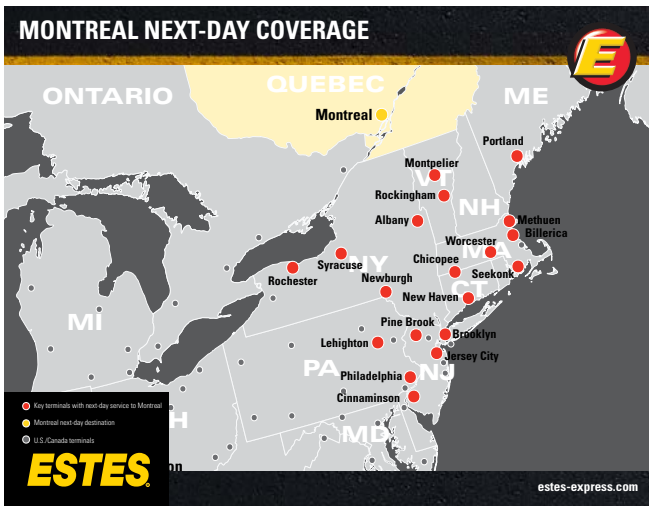 MONTREAL NEXT-DAY COVERAGE
E
ONTARIO
QUEBEC
ME
Montreal
Portland
Montpelier
VT
Rockingham
NH
Albany
Methuen
Billerica
Worcester
MA
Chicopee
Syracuse
NY
Seekonk
Rochester
Newburgh
CT
New Haven
MI
Pine Brook
Brooklyn
Lehighton
Jersey City
PA
Philadelphia
NJ
Cinnaminson
Key terminals with next-day service to Montreal
Montreal next-day destination
U.S./Canada terminals
H
MD
ESTES
on
estes-express.com